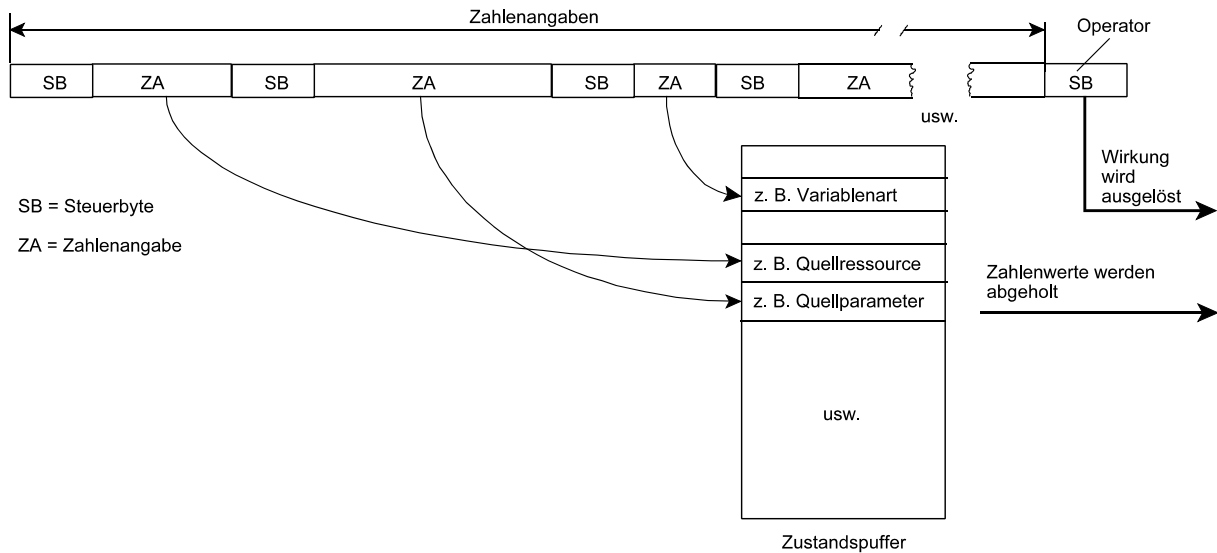 Zahlenangaben
Operator
SB ZA SB ZA SB ZA SB ZA SB
usw.
Wirkung
wird
ausgelöst
z. B. Variablenart
SB = Steuerbyte
ZA = Zahlenangabe
z. B. Quellressource
Zahlenwerte werden
abgeholt
z. B. Quellparameter
usw.
Zustandspuffer